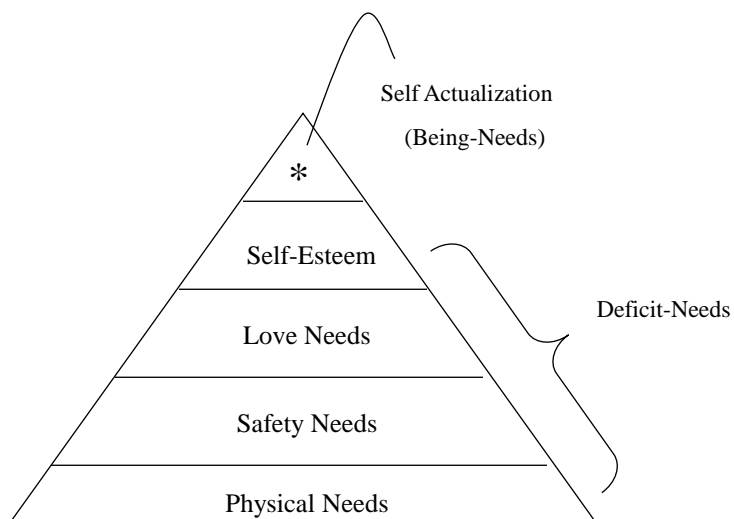 Self Actualization
(Being-Needs)
*
Self-Esteem
Deficit-Needs
Love Needs
Safety Needs
Physical Needs